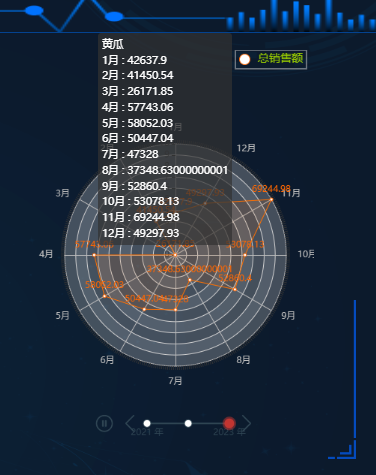 黄瓜
1月 : 42637.9
2月 : 41450.54
3月 : 26171.85
4月 : 57743.06
5月 : 58052.03
6月 : 50447.04
7月 : 47328
8月 : 37348.63000000001
9月 : 52860.4
10月 : 53078.13
11月 : 69244.98
12月 : 49297.93
总销售额
12月
69244.98
3月
11月
4月
10月
5月
9月
6月
8月
7月
2021 年
2023 年